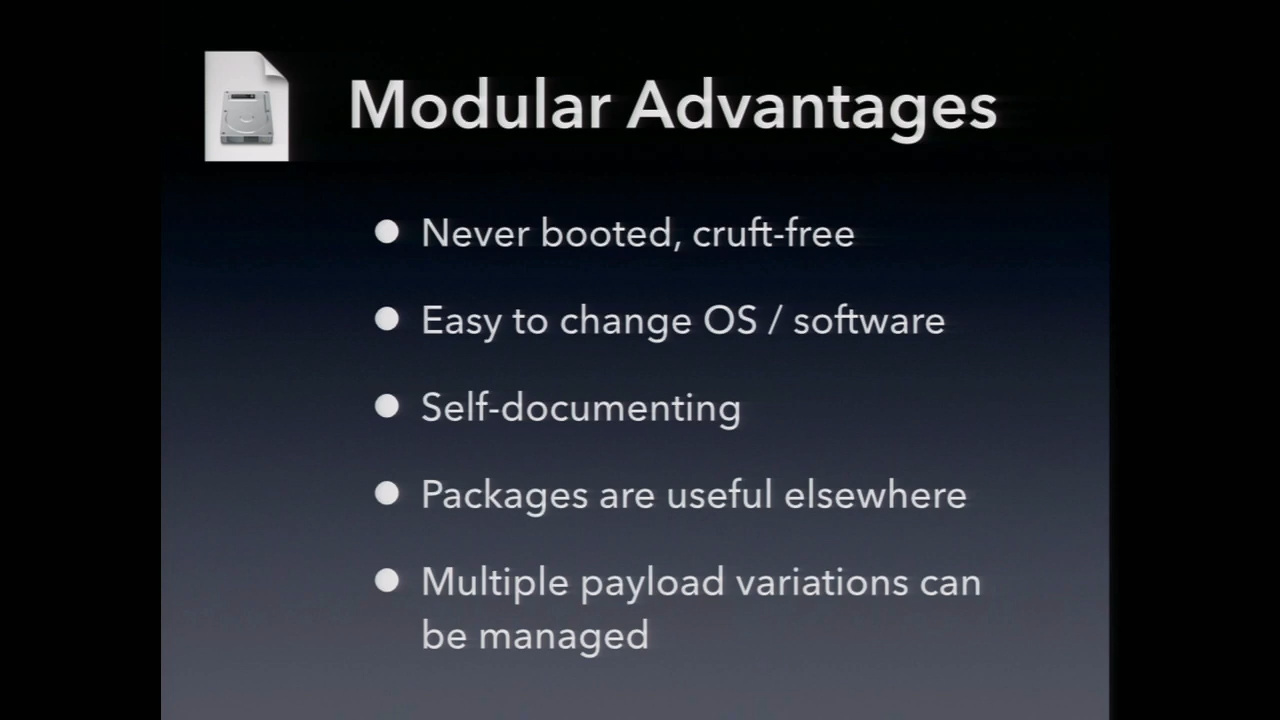 Modular Advantages
Never booted, cruft-free
Easy to change OS / software
Self-documenting
Packages are useful elsewhere
Multiple payload variations can
be managed